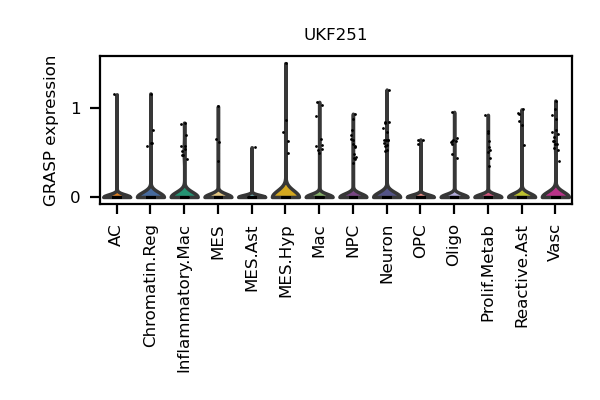 UKF251
GRASP expression
1
0
AC
Chromatin.Reg
Inflammatory.Mac
MES
MES.Ast
MES.Hyp
Mac
NPC
Neuron
OPC
Oligo
Prolif.Metab
Reactive.Ast
Vasc